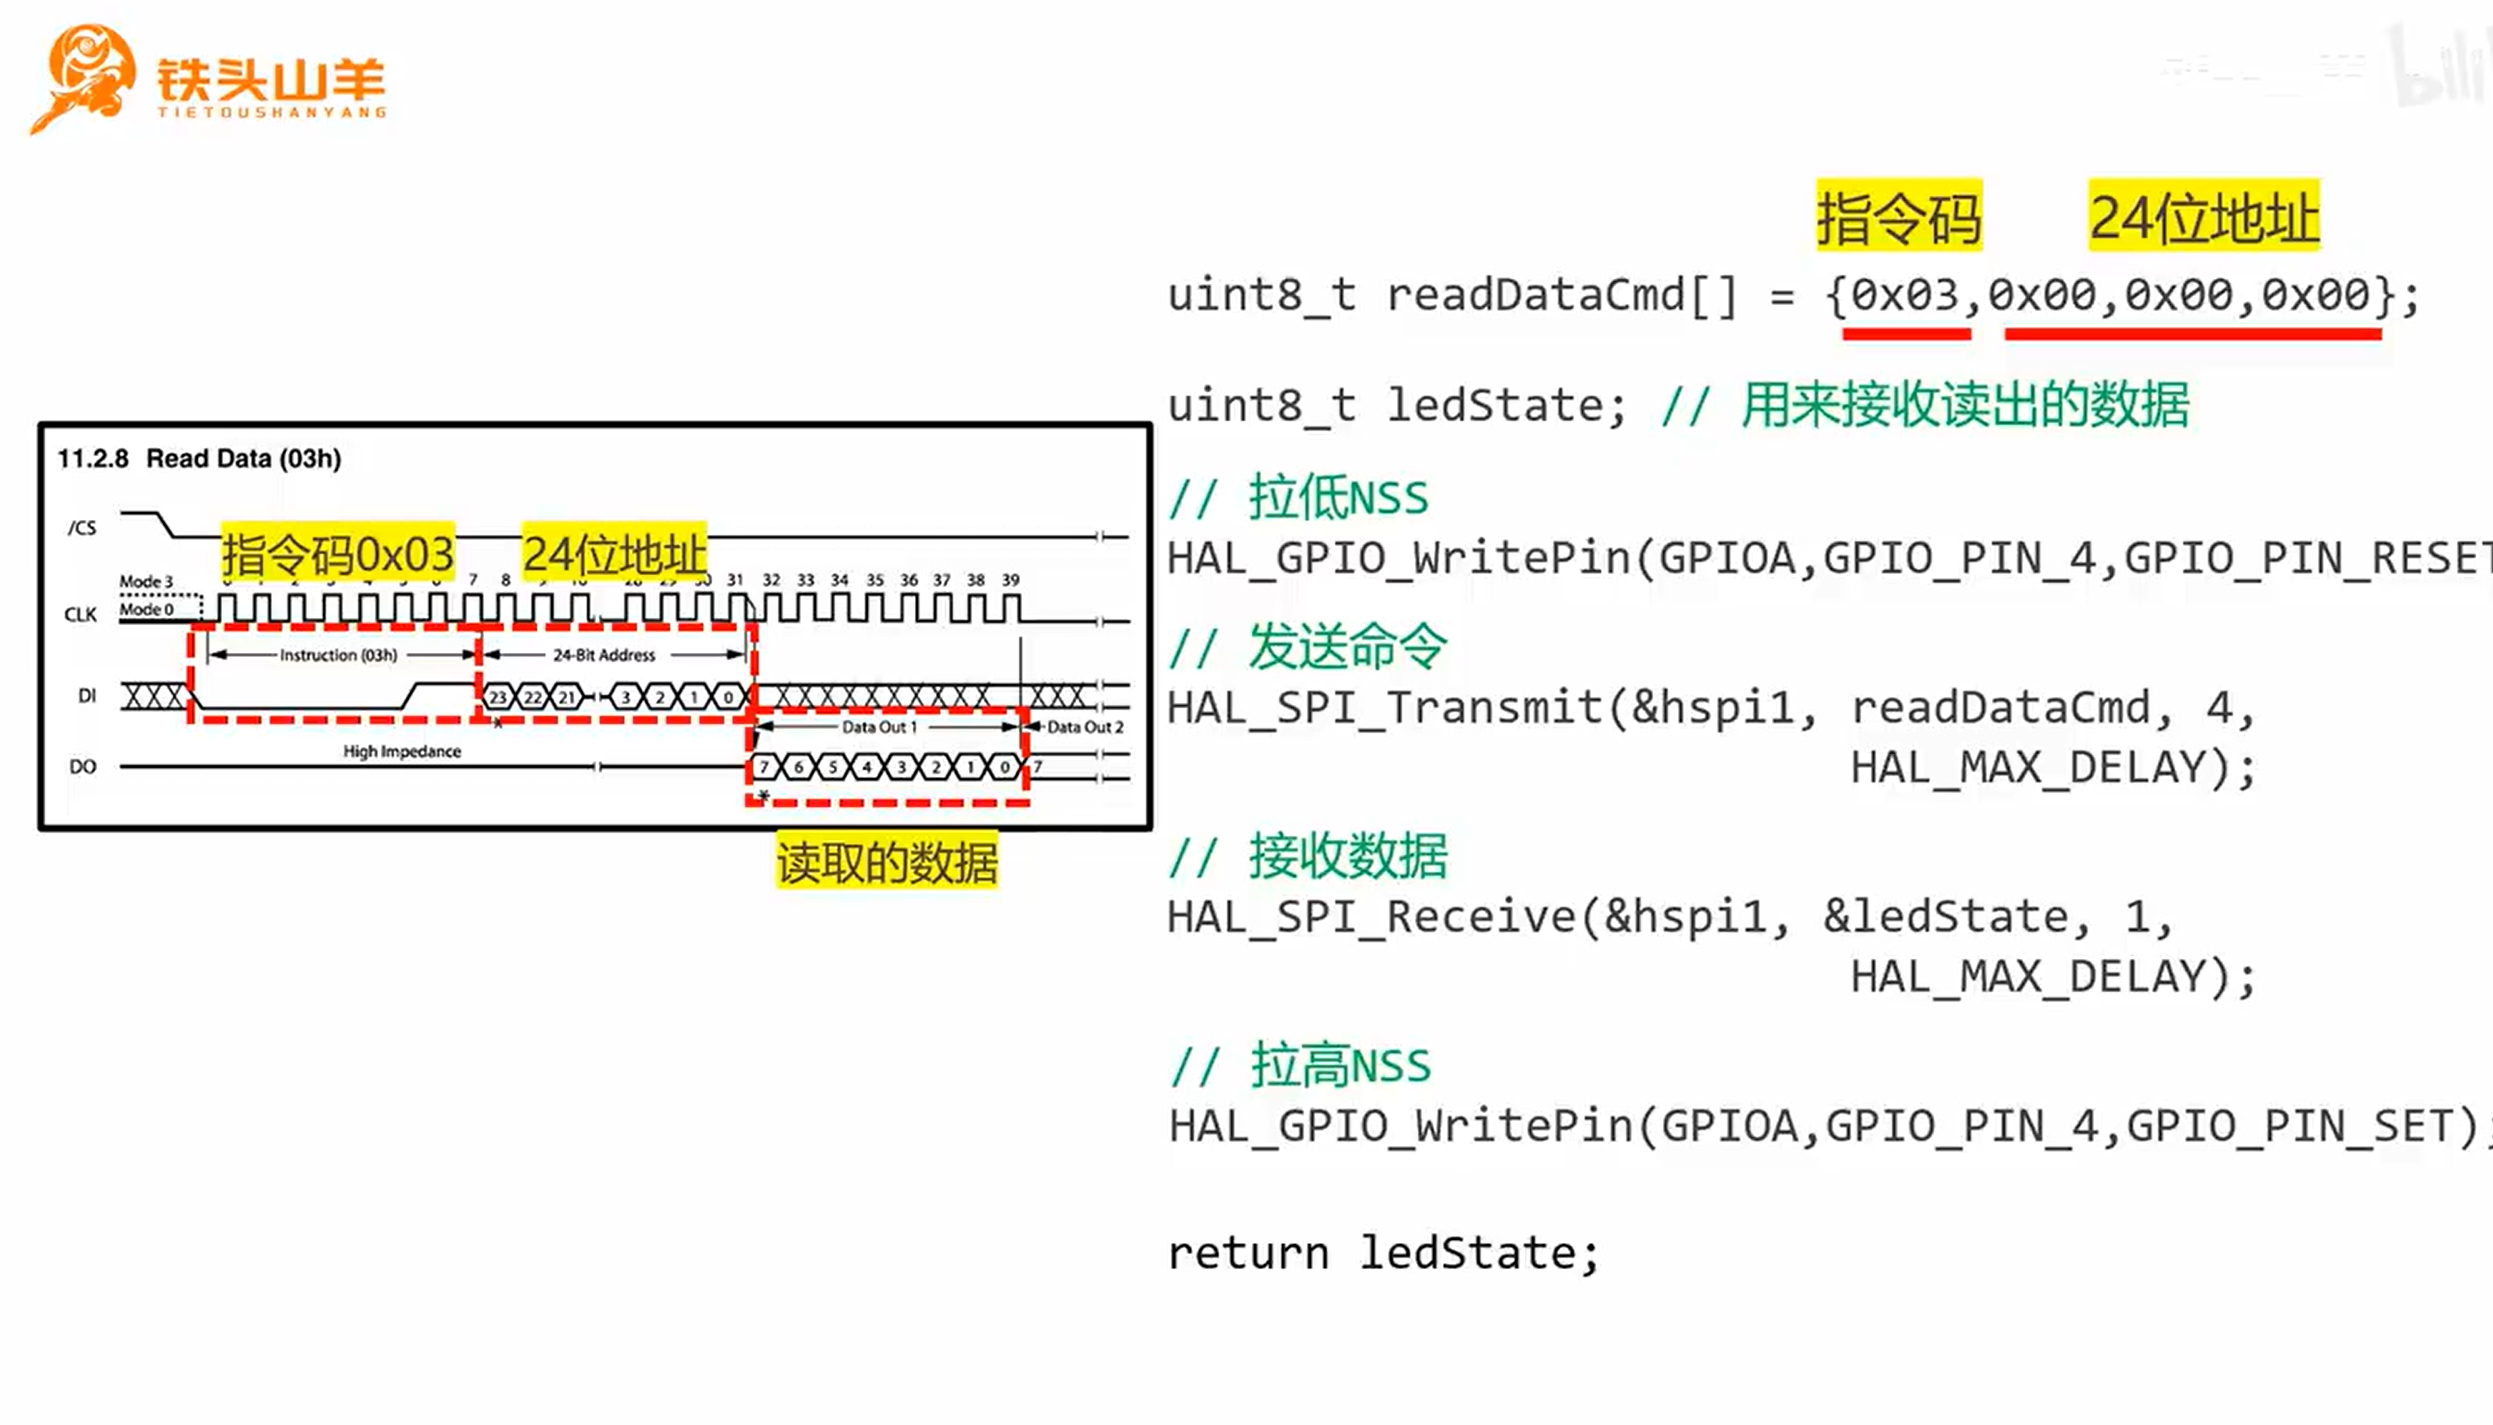 铁头山羊
TIETOUSHANYANG
bili
指令码 24位地址
uint8_t readDataCmd[] = {0x03,0x00,0x00,0x00};
uint8_t ledState; // 用来接收读出的数据
// 拉低NSS
HAL_GPIO_WritePin(GPIOA,GPIO_PIN_4,GPIO_PIN_RESET
// 发送命令
HAL_SPI_Transmit(&hspi1, readDataCmd, 4,
HAL_MAX_DELAY);
// 接收数据
HAL_SPI_Receive(&hspi1, &ledState, 1,
HAL_MAX_DELAY);
// 拉高NSS
HAL_GPIO_WritePin(GPIOA,GPIO_PIN_4,GPIO_PIN_SET);
return ledState;
11.2.8 Read Data (03h)
/CS
指令码0x03 24位地址
Mode 3 7 8 31 32 33 34 35 36 37 38 39
CLK Mode 0
Instruction (03h) 24-Bit Address
DI 23 22 21 3 2 1 0
* Data Out 1 Data Out 2
High Impedance
DO 7 6 5 4 3 2 1 0 7
*
读取的数据